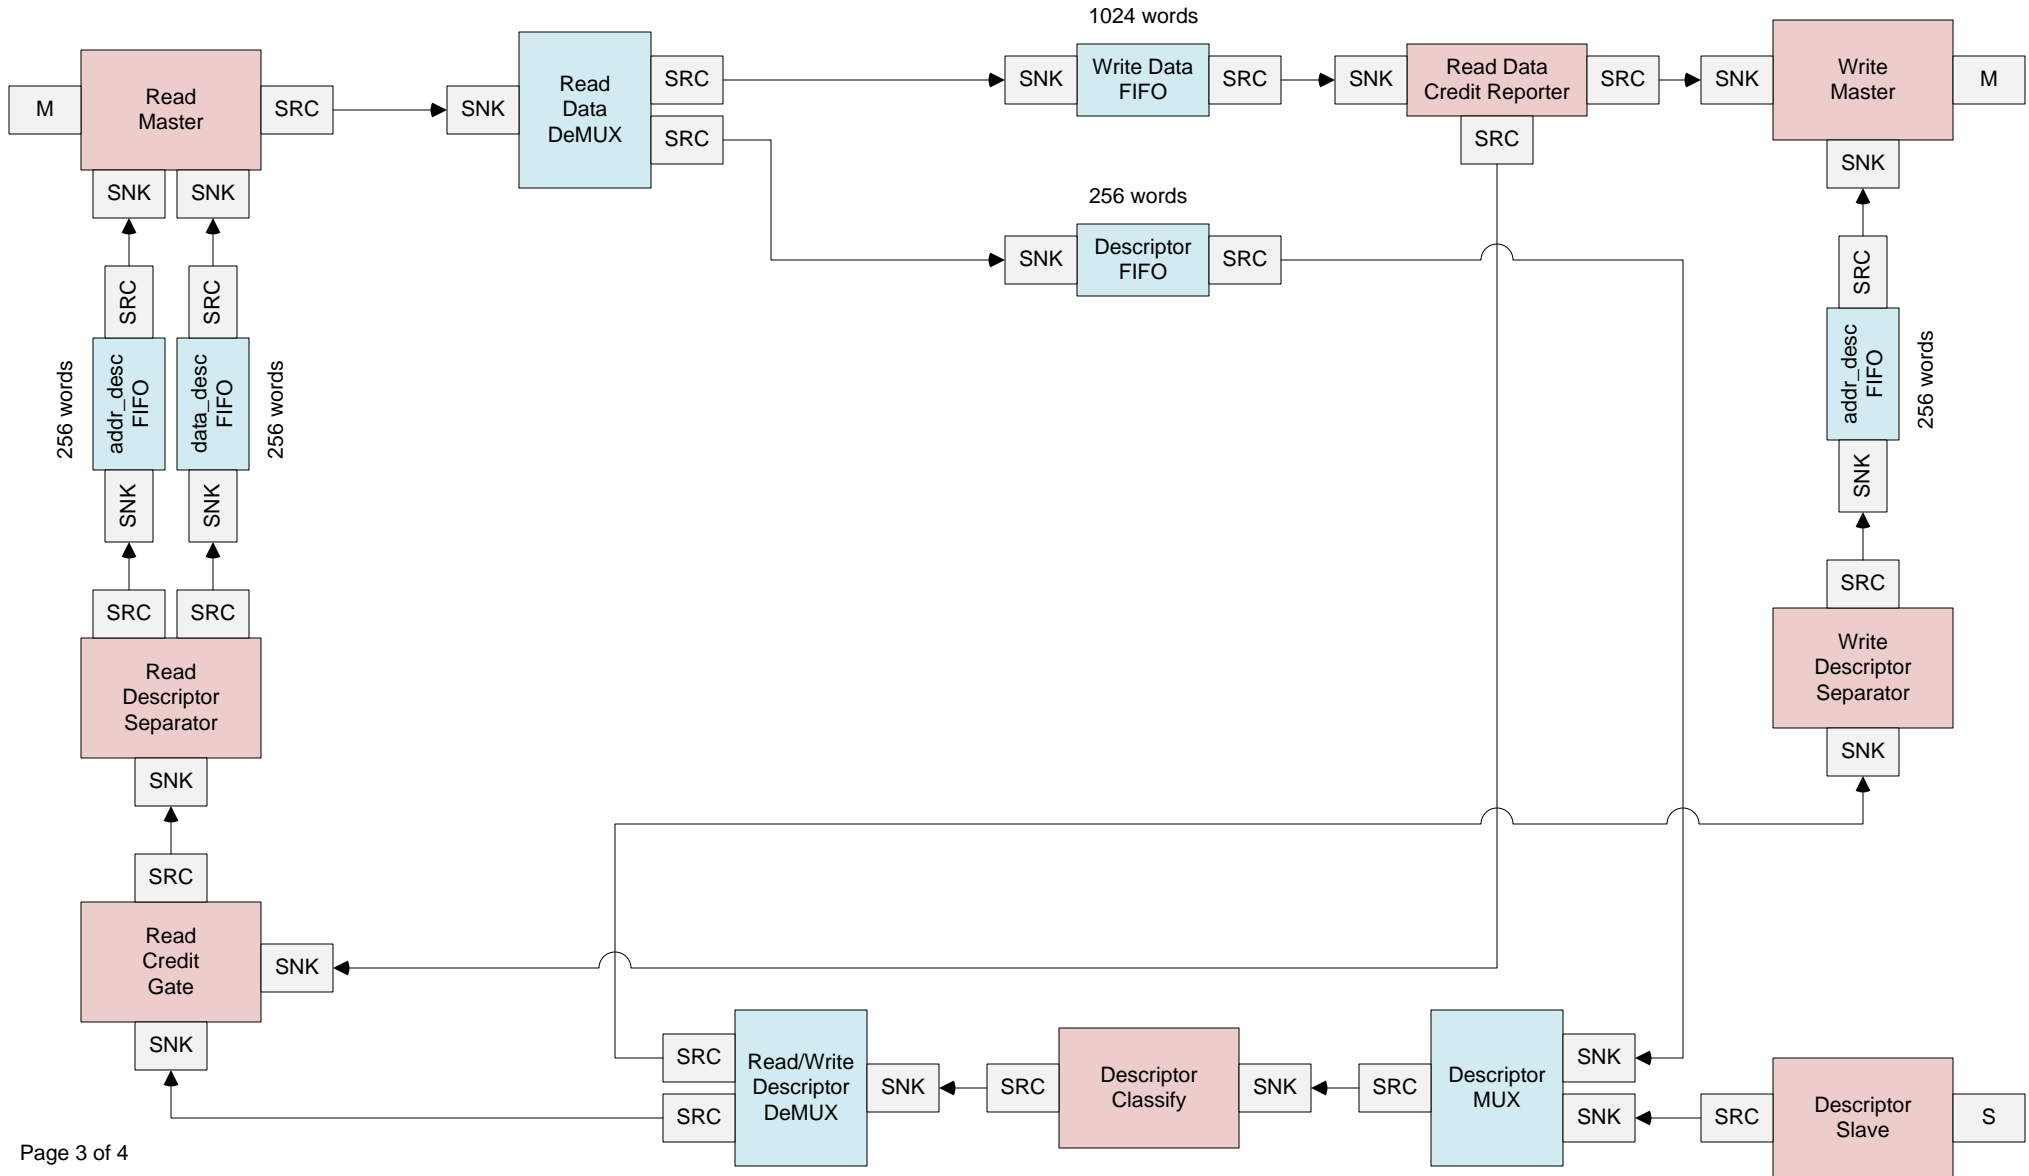 1024 words
M
Read
Master
SRC
SNK
Read
Data
DeMUX
SRC
SRC
SNK
Write Data
FIFO
SRC
SNK
Read Data
Credit Reporter
SRC
SRC
SNK
Write
Master
M
SNK
SNK
SNK
256 words
SNK
Descriptor
FIFO
SRC
SRC
SRC
SRC
256 words
addr_desc
FIFO
data_desc
FIFO
256 words
addr_desc
FIFO
256 words
SNK
SNK
SNK
SRC
SRC
SRC
Read
Descriptor
Separator
Write
Descriptor
Separator
SNK
SNK
SRC
Read
Credit
Gate
SNK
SNK
SRC
SRC
Read/Write
Descriptor
DeMUX
SNK
SRC
Descriptor
Classify
SNK
SRC
Descriptor
MUX
SNK
SNK
SRC
Descriptor
Slave
S
Page 3 of 4